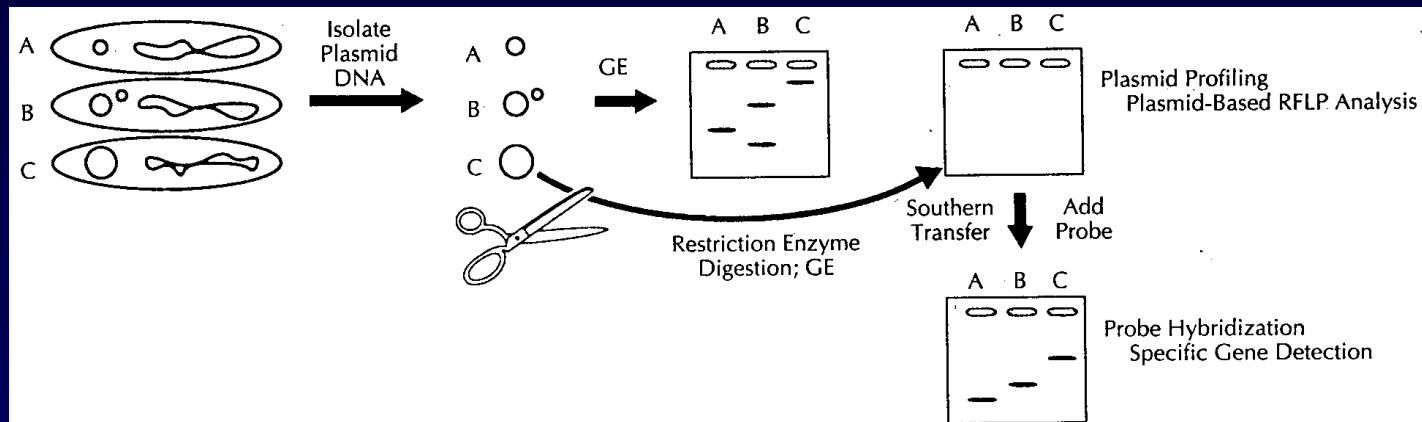 A
B
C
Isolate
Plasmid
DNA
A
B
C
GE
A B C
A B C
Plasmid Profiling
Plasmid-Based RFLP Analysis
Restriction Enzyme
Digestion; GE
Southern
Transfer
Add
Probe
A B C
Probe Hybridization
Specific Gene Detection